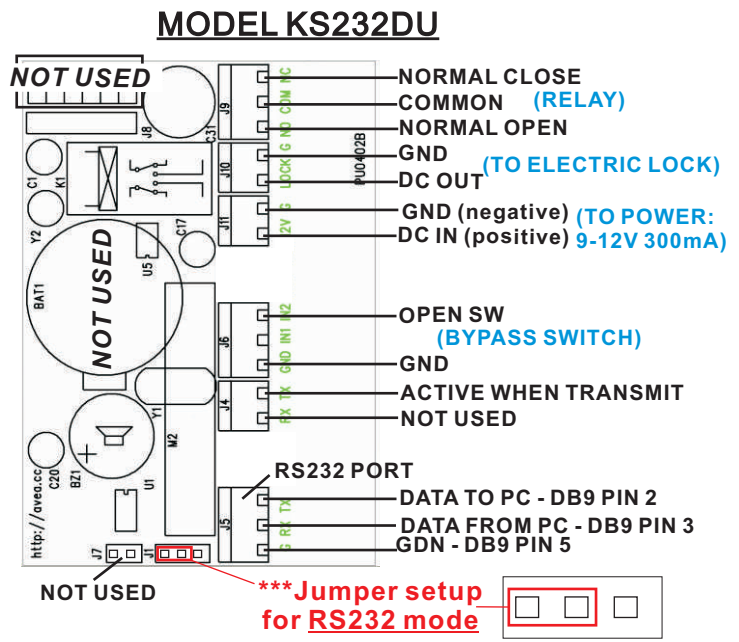 MODEL KS232DU
NOT USED
J8
C31
J9
NO COM NC
NORMAL CLOSE
COMMON (RELAY)
NORMAL OPEN
C1
K1
J10
LOCK G
GND
DC OUT
(TO ELECTRIC LOCK)
PU0402B
Y2
U5
C17
J11
2V G
GND (negative) (TO POWER:
DC IN (positive) 9-12V 300mA)
BAT1
NOT USED
J6
GND IN1 IN2
OPEN SW
(BYPASS SWITCH)
GND
J4
RX TX
ACTIVE WHEN TRANSMIT
NOT USED
Y1
M2
+
C20
BZ1
U1
RS232 PORT
J5
G RX TX
DATA TO PC - DB9 PIN 2
DATA FROM PC - DB9 PIN 3
GDN - DB9 PIN 5
http://avea.cc
J7
J1
NOT USED
***Jumper setup
for RS232 mode